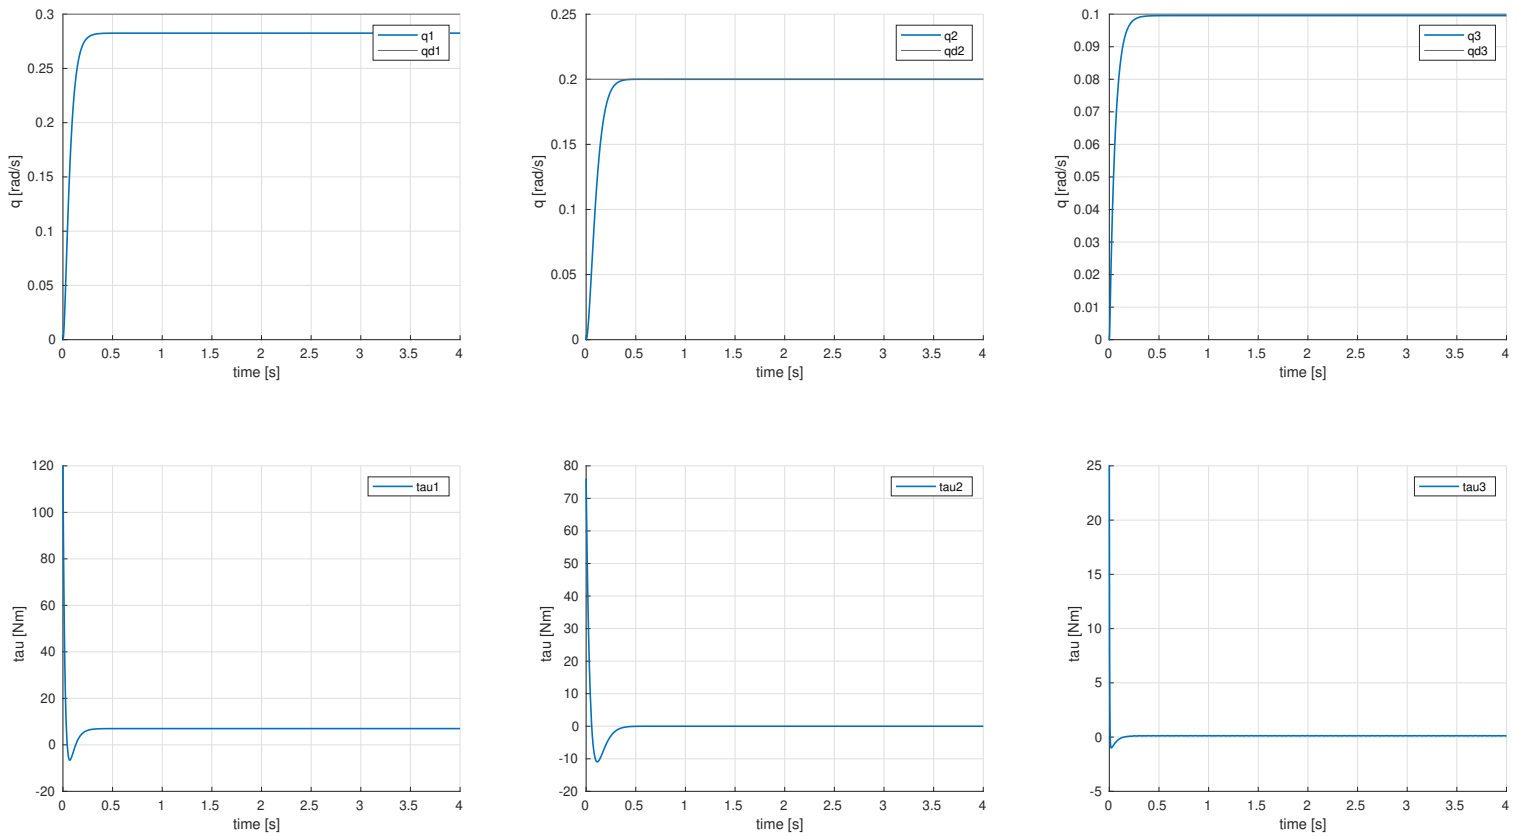 0.3
0.25
0.2
0.15
0.1
0.05
0
q [rad/s]
q1
qd1
0 0.5 1 1.5 2 2.5 3 3.5 4
time [s]
0.25
0.2
0.15
0.1
0.05
0
q [rad/s]
q2
qd2
0 0.5 1 1.5 2 2.5 3 3.5 4
time [s]
0.1
0.09
0.08
0.07
0.06
0.05
0.04
0.03
0.02
0.01
0
q [rad/s]
q3
qd3
0 0.5 1 1.5 2 2.5 3 3.5 4
time [s]
120
100
80
60
40
20
0
-20
tau [Nm]
tau1
0 0.5 1 1.5 2 2.5 3 3.5 4
time [s]
80
70
60
50
40
30
20
10
0
-10
-20
tau [Nm]
tau2
0 0.5 1 1.5 2 2.5 3 3.5 4
time [s]
25
20
15
10
5
0
-5
tau [Nm]
tau3
0 0.5 1 1.5 2 2.5 3 3.5 4
time [s]